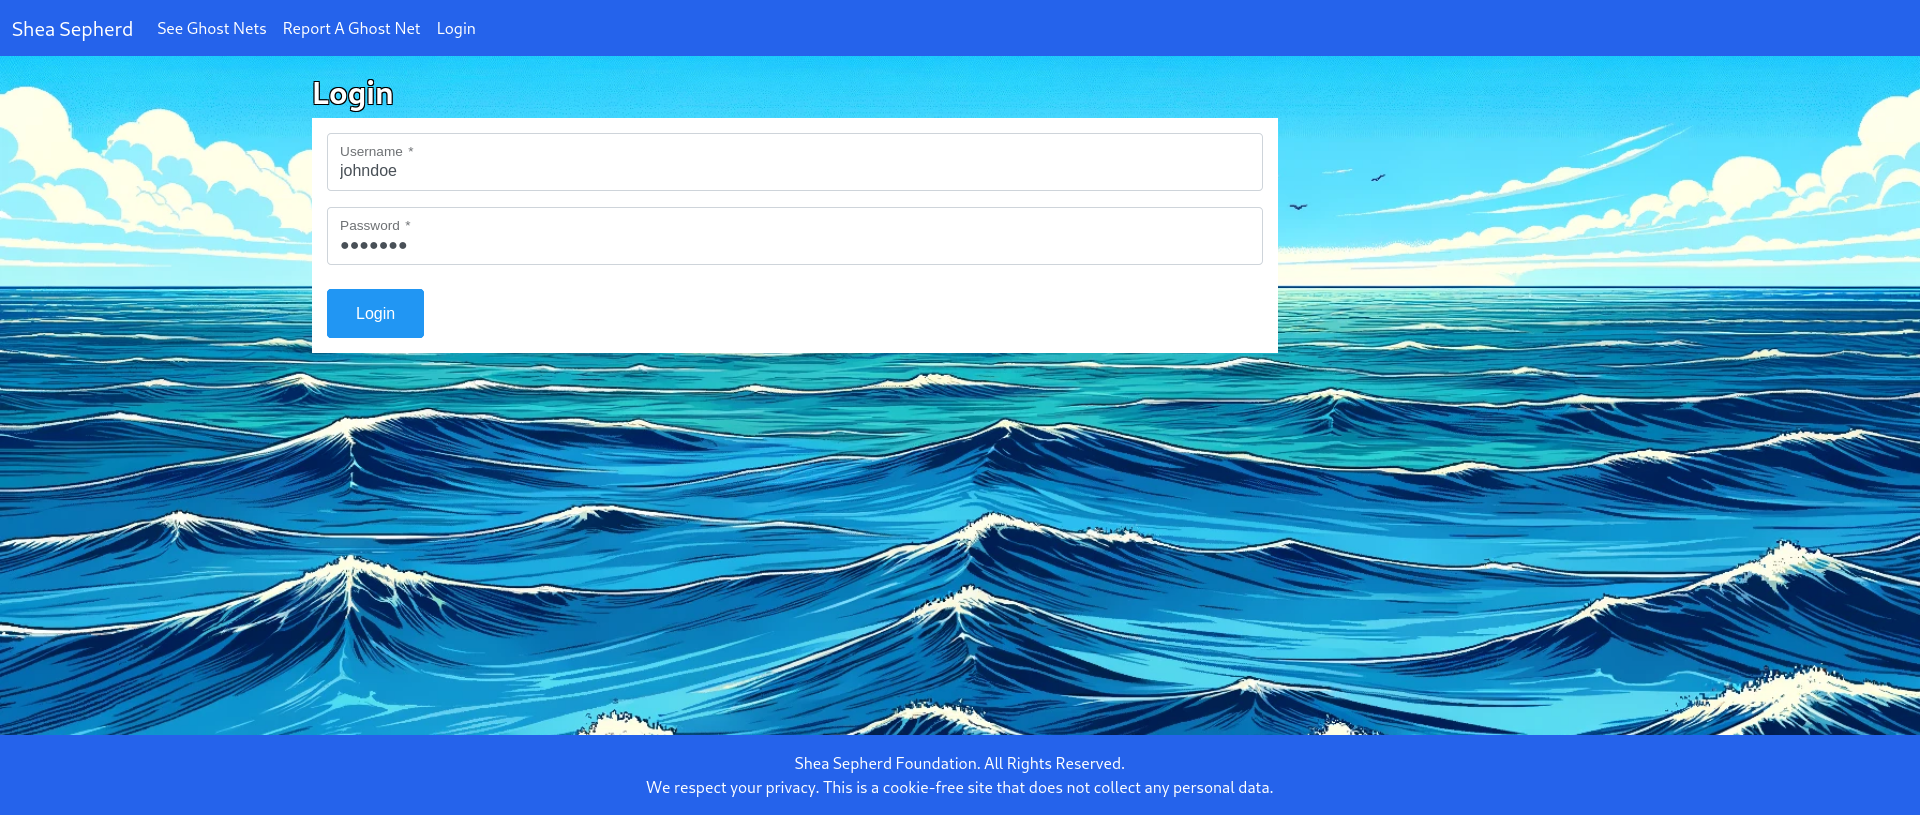 Shea Sepherd See Ghost Nets Report A Ghost Net Login
Login
Username *
johndoe
Password *
●●●●●●●
Login
Shea Sepherd Foundation. All Rights Reserved.
We respect your privacy. This is a cookie-free site that does not collect any personal data.